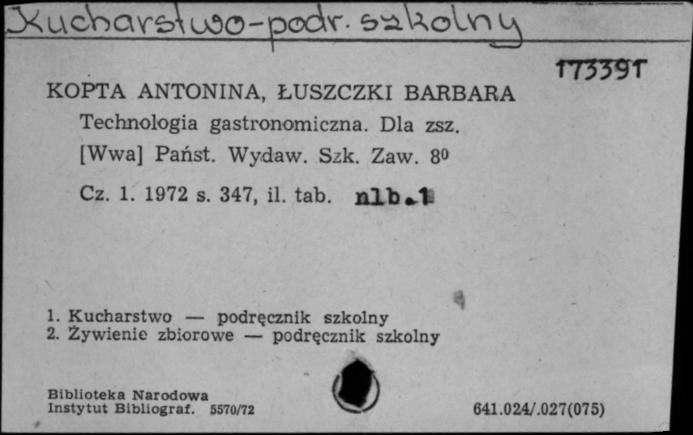 Kucharstwo-podr. szkolny
173391
KOPTA ANTONINA, ŁUSZCZKI BARBARA
Technologia gastronomiczna. Dla zsz.
[Wwa] Państ. Wydaw. Szk. Zaw. 8⁰
Cz. 1. 1972 s. 347, il. tab. nlb.1
1. Kucharstwo — podręcznik szkolny
2. Żywienie zbiorowe — podręcznik szkolny
Biblioteka Narodowa
Instytut Bibliograf. 5570/72
641.024/.027(075)